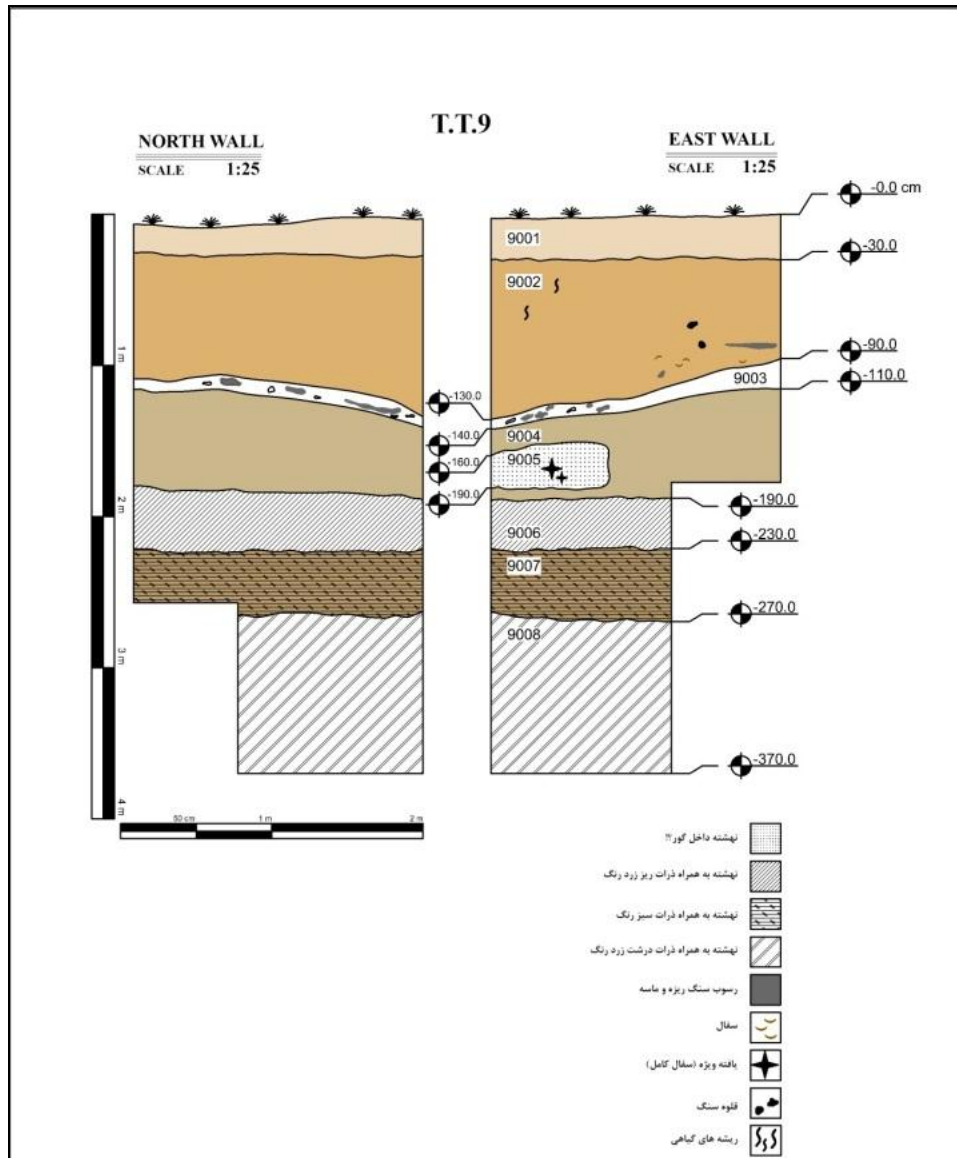 T.T.9
NORTH WALL
SCALE 1:25
EAST WALL
SCALE 1:25
-0.0 cm
9001
-30.0
9002
-90.0
9003
-110.0
-130.0
9004
-140.0
9005
-160.0
-190.0
-190.0
9006
-230.0
9007
-270.0
9008
-370.0
1 m
2 m
3 m
4 m
50 cm
1 m
2 m
نهشته داخل گور؟!
نهشته به همراه ذرات ریز زرد رنگ
نهشته به همراه ذرات سبز رنگ
نهشته به همراه ذرات درشت زرد رنگ
رسوب سنگ ریزه و ماسه
سفال
یافته ویژه (سفال کامل)
قلوه سنگ
ریشه های گیاهی